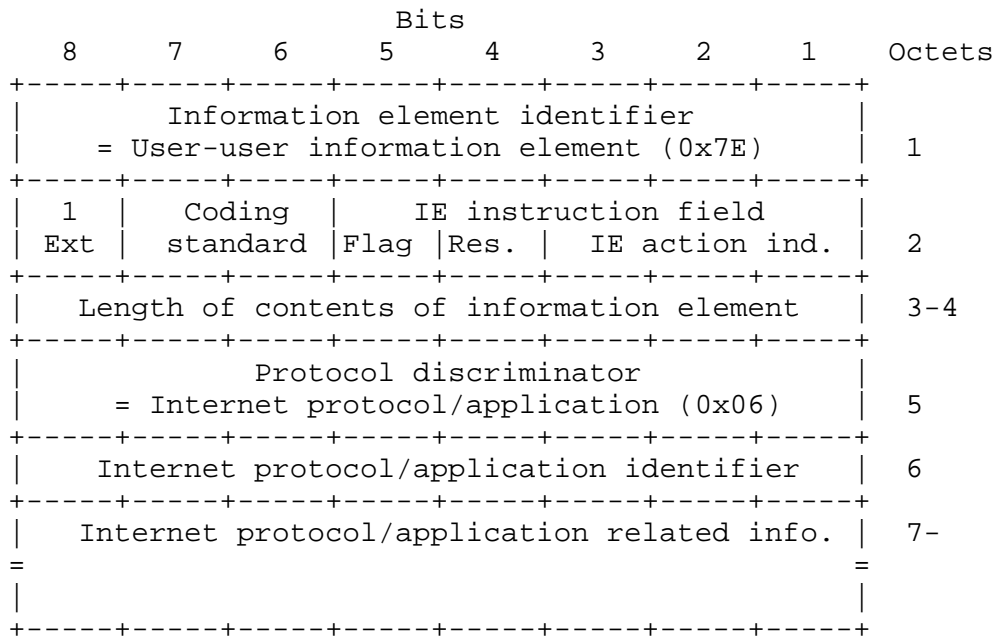 Bits
8 7 6 5 4 3 2 1 Octets
+-----+-----+-----+-----+-----+-----+-----+-----+
| Information element identifier |
| = User-user information element (0x7E) | 1
+-----+-----+-----+-----+-----+-----+-----+-----+
| 1 | Coding | IE instruction field |
| Ext | standard |Flag |Res. | IE action ind. | 2
+-----+-----+-----+-----+-----+-----+-----+-----+
| Length of contents of information element | 3-4
+-----+-----+-----+-----+-----+-----+-----+-----+
| Protocol discriminator |
| = Internet protocol/application (0x06) | 5
+-----+-----+-----+-----+-----+-----+-----+-----+
| Internet protocol/application identifier | 6
+-----+-----+-----+-----+-----+-----+-----+-----+
| Internet protocol/application related info. | 7-
= =
| |
+-----+-----+-----+-----+-----+-----+-----+-----+